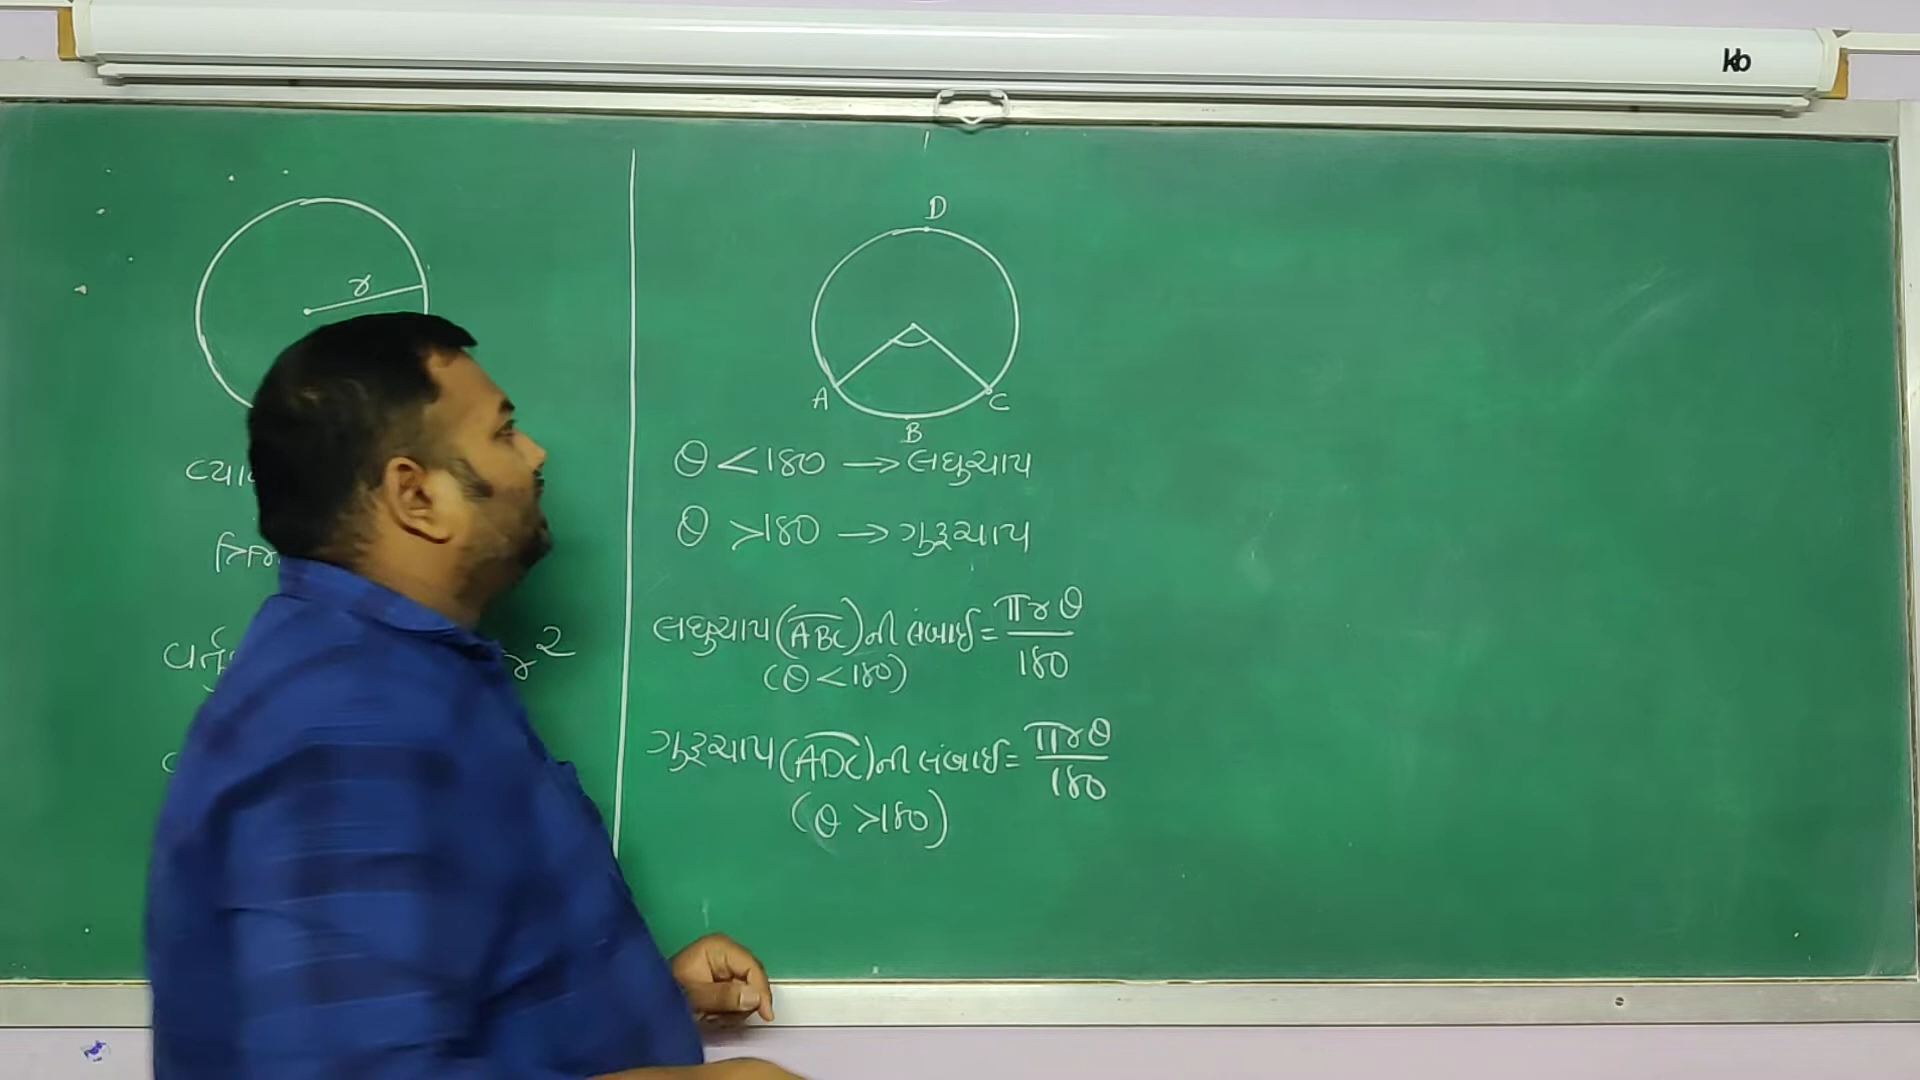 kb
r
D
A
C
B
θ < 180 → લઘુચાપ
θ > 180 → ગુરૂચાપ
લઘુચાપ (ABC) ની લંબાઈ = πrθ / 180
(θ < 180)
ગુરૂચાપ (ADC) ની લંબાઈ = πrθ / 180
(θ > 180)